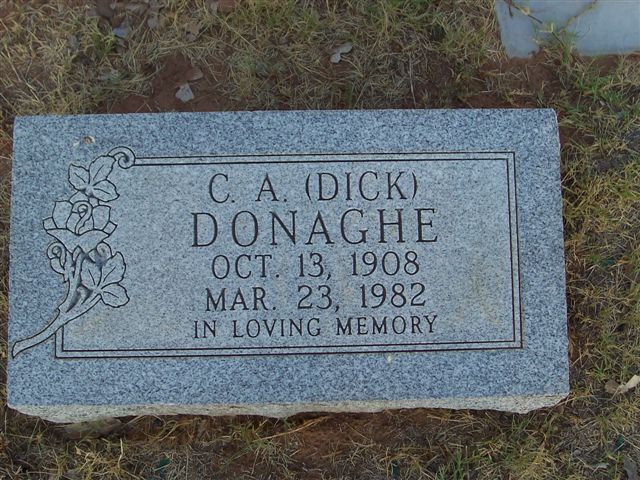 C. A. (DICK)
DONAGHE
OCT. 13, 1908
MAR. 23, 1982
IN LOVING MEMORY